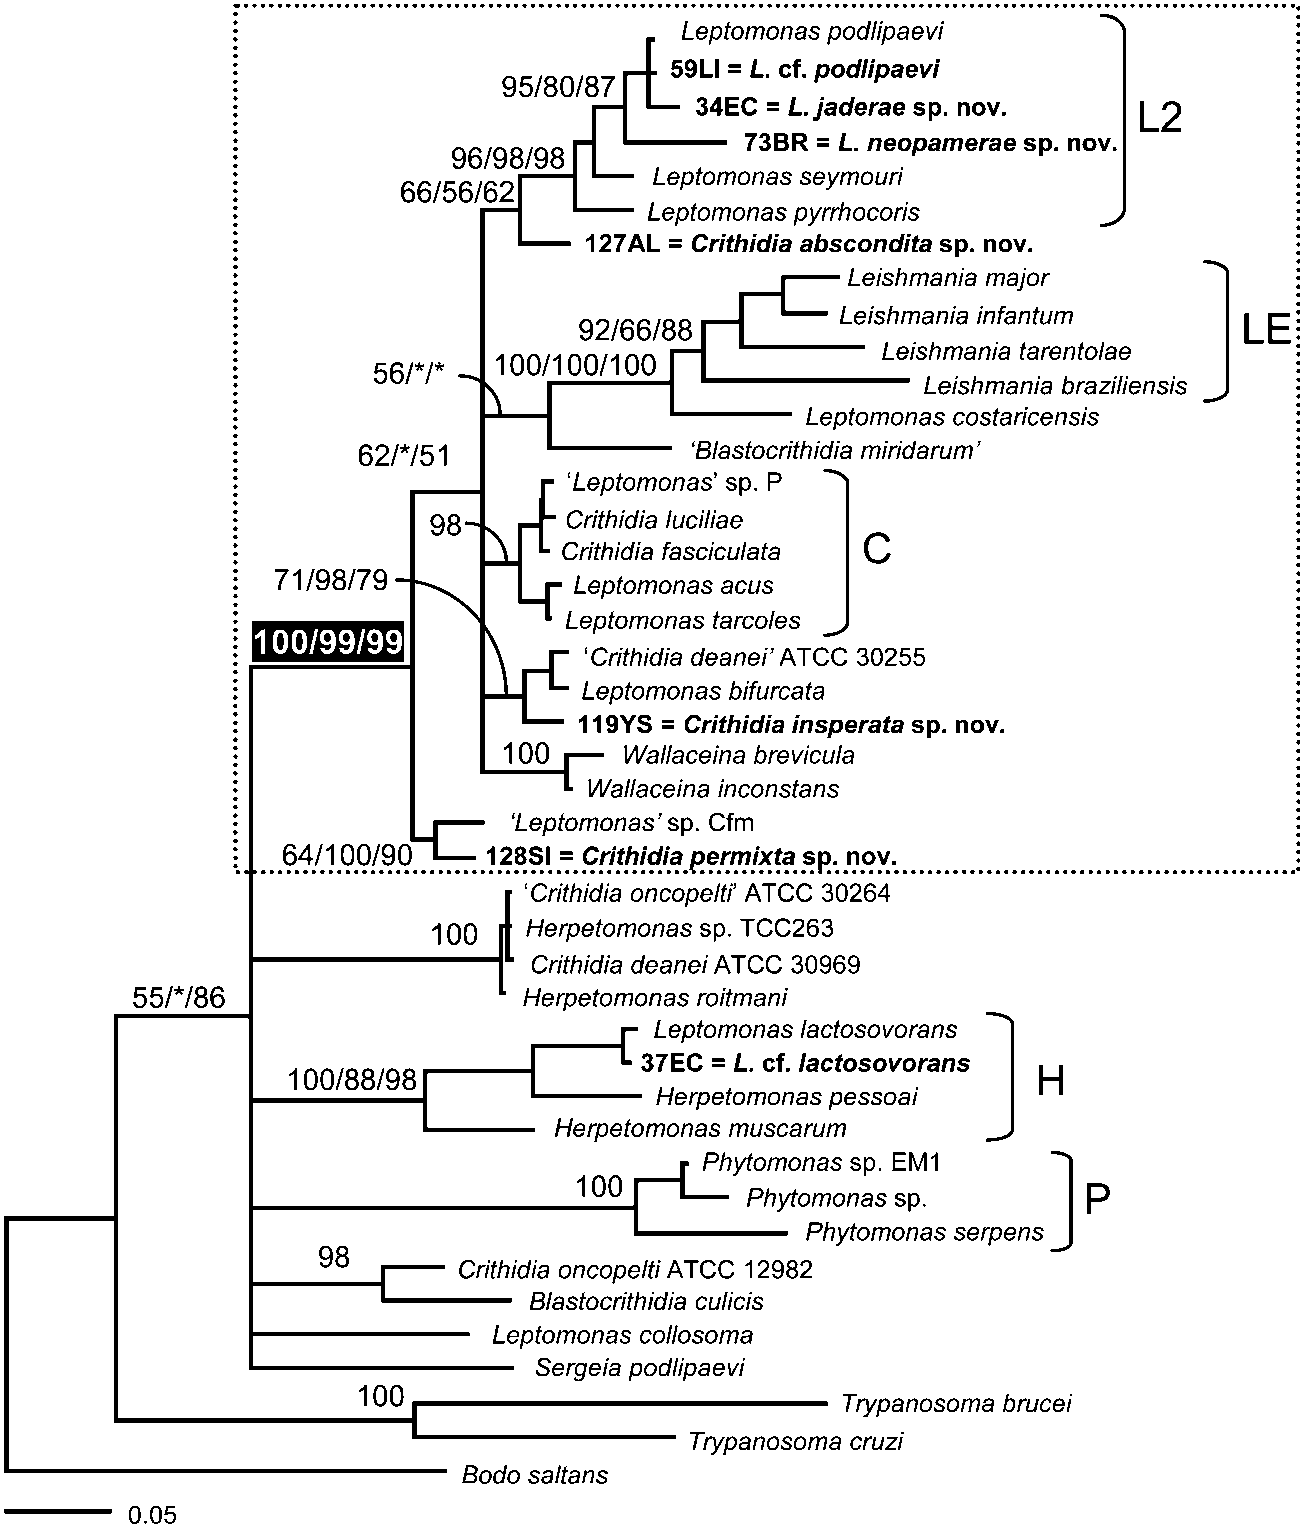 Leptomonas podlipaevi
59LI = L. cf. podlipaevi
95/80/87
34EC = L. jaderae sp. nov.
L2
73BR = L. neopamerae sp. nov.
96/98/98
Leptomonas seymouri
66/56/62
Leptomonas pyrrhocoris
127AL = Crithidia abscondita sp. nov.
Leishmania major
Leishmania infantum
92/66/88
LE
Leishmania tarentolae
100/100/100
56/*/*
Leishmania braziliensis
Leptomonas costaricensis
‘Blastocrithidia miridarum’
62/*/51
‘Leptomonas’ sp. P
Crithidia luciliae
98
Crithidia fasciculata
C
71/98/79
Leptomonas acus
Leptomonas tarcoles
100/99/99
‘Crithidia deanei’ ATCC 30255
Leptomonas bifurcata
119YS = Crithidia insperata sp. nov.
100
Wallaceina brevicula
Wallaceina inconstans
‘Leptomonas’ sp. Cfm
64/100/90
128SI = Crithidia permixta sp. nov.
‘Crithidia oncopelti’ ATCC 30264
100
Herpetomonas sp. TCC263
Crithidia deanei ATCC 30969
55/*/86
Herpetomonas roitmani
Leptomonas lactosovorans
37EC = L. cf. lactosovorans
100/88/98
H
Herpetomonas pessoai
Herpetomonas muscarum
Phytomonas sp. EM1
100
Phytomonas sp.
P
Phytomonas serpens
98
Crithidia oncopelti ATCC 12982
Blastocrithidia culicis
Leptomonas collosoma
Sergeia podlipaevi
100
Trypanosoma brucei
Trypanosoma cruzi
Bodo saltans
0.05